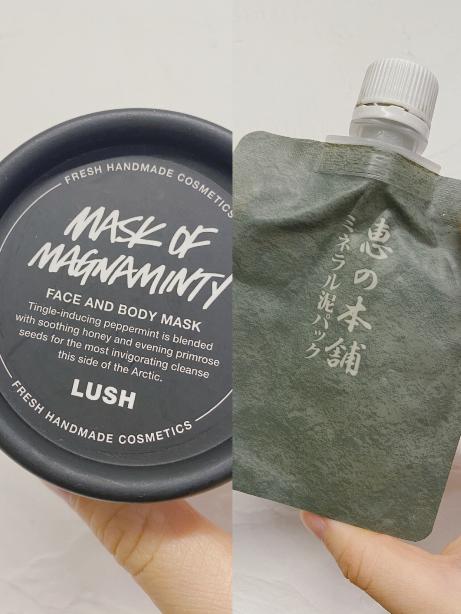 FRESH HANDMADE COSMETICS
MASK OF
MAGNAMINTY
FACE AND BODY MASK
Tingle-inducing peppermint is blended
with soothing honey and evening primrose
seeds for the most invigorating cleanse
this side of the Arctic.
LUSH
FRESH HANDMADE COSMETICS
恵の本舗
ミネラル泥パック